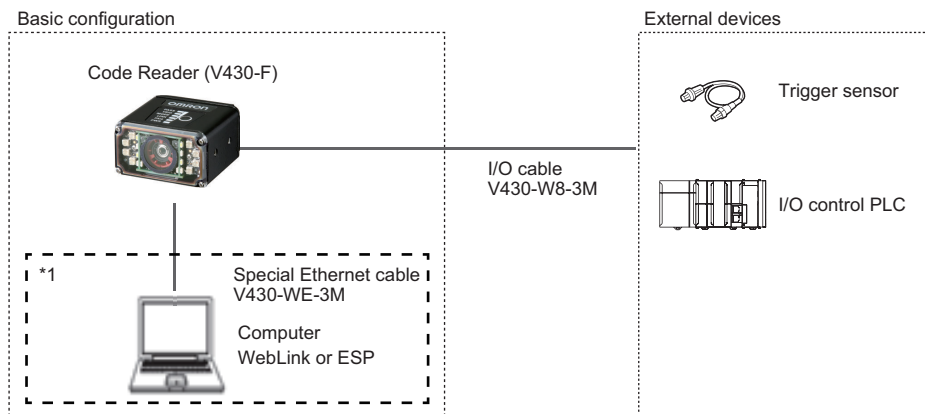 Basic configuration
External devices
Code Reader (V430-F)
OMRON
Trigger sensor
I/O cable
V430-W8-3M
I/O control PLC
*1
Special Ethernet cable
V430-WE-3M
Computer
WebLink or ESP